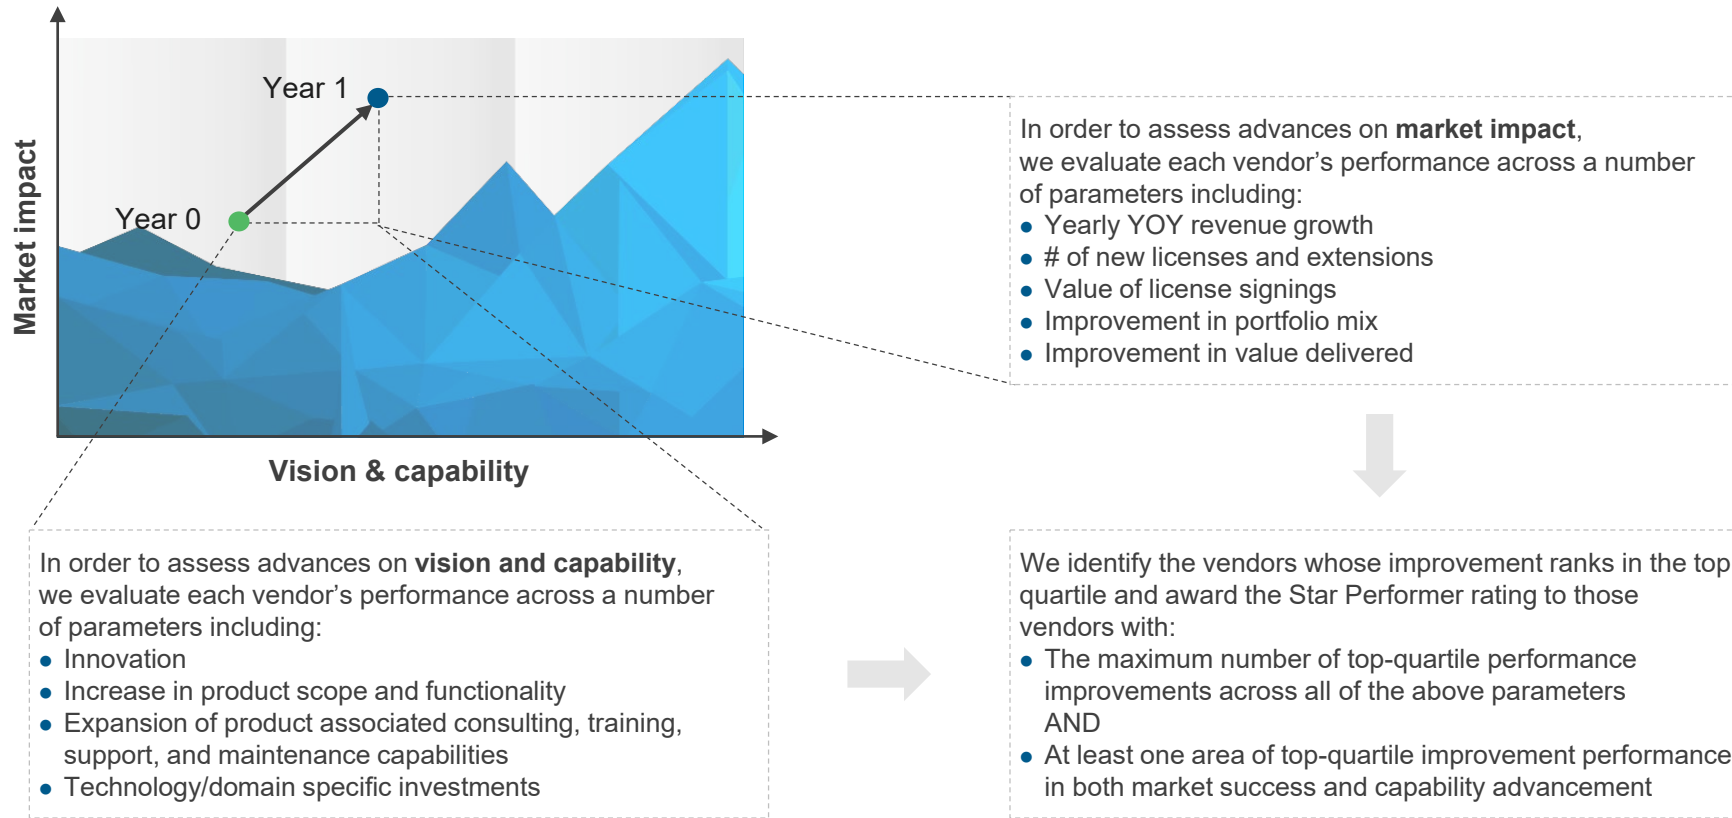 Year 1
Year 0
Market impact
Vision & capability
In order to assess advances on market impact,
we evaluate each vendor’s performance across a number
of parameters including:
● Yearly YOY revenue growth
● # of new licenses and extensions
● Value of license signings
● Improvement in portfolio mix
● Improvement in value delivered
In order to assess advances on vision and capability,
we evaluate each vendor’s performance across a number
of parameters including:
● Innovation
● Increase in product scope and functionality
● Expansion of product associated consulting, training,
support, and maintenance capabilities
● Technology/domain specific investments
We identify the vendors whose improvement ranks in the top
quartile and award the Star Performer rating to those
vendors with:
● The maximum number of top-quartile performance
improvements across all of the above parameters
AND
● At least one area of top-quartile improvement performance
in both market success and capability advancement